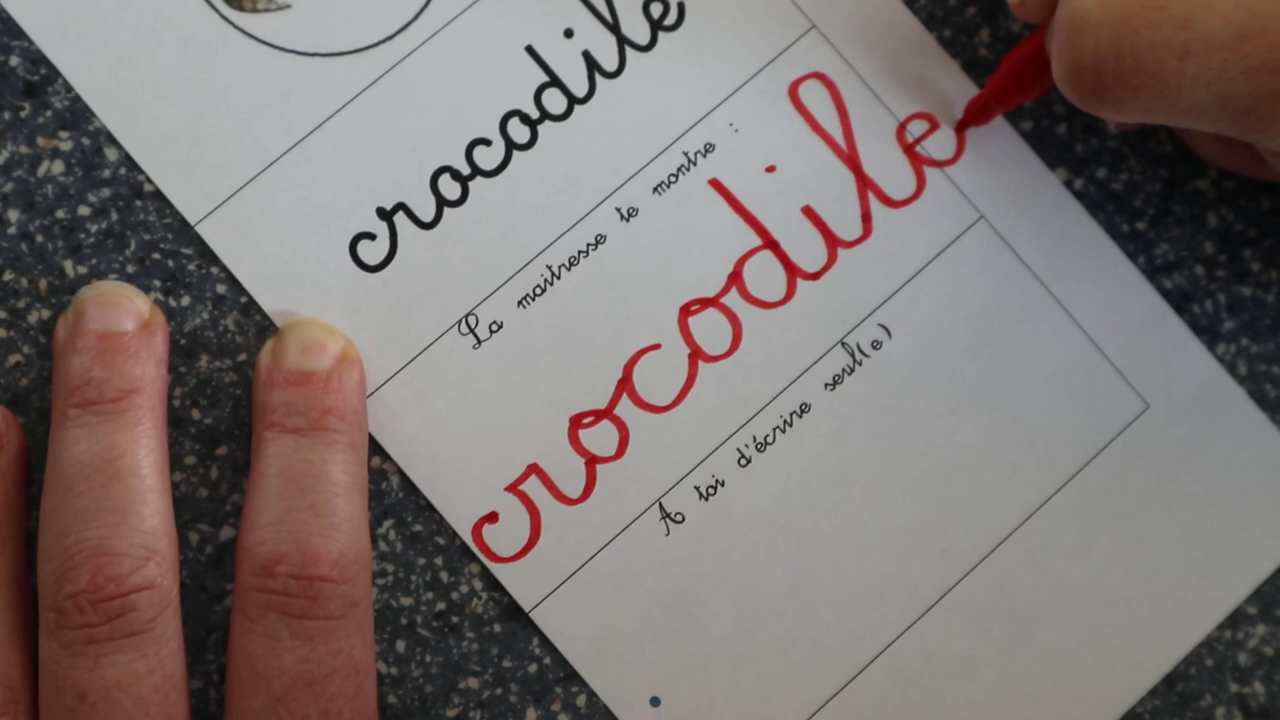 crocodile
La maitresse te montre :
crocodile
A toi d'écrire seul(e)